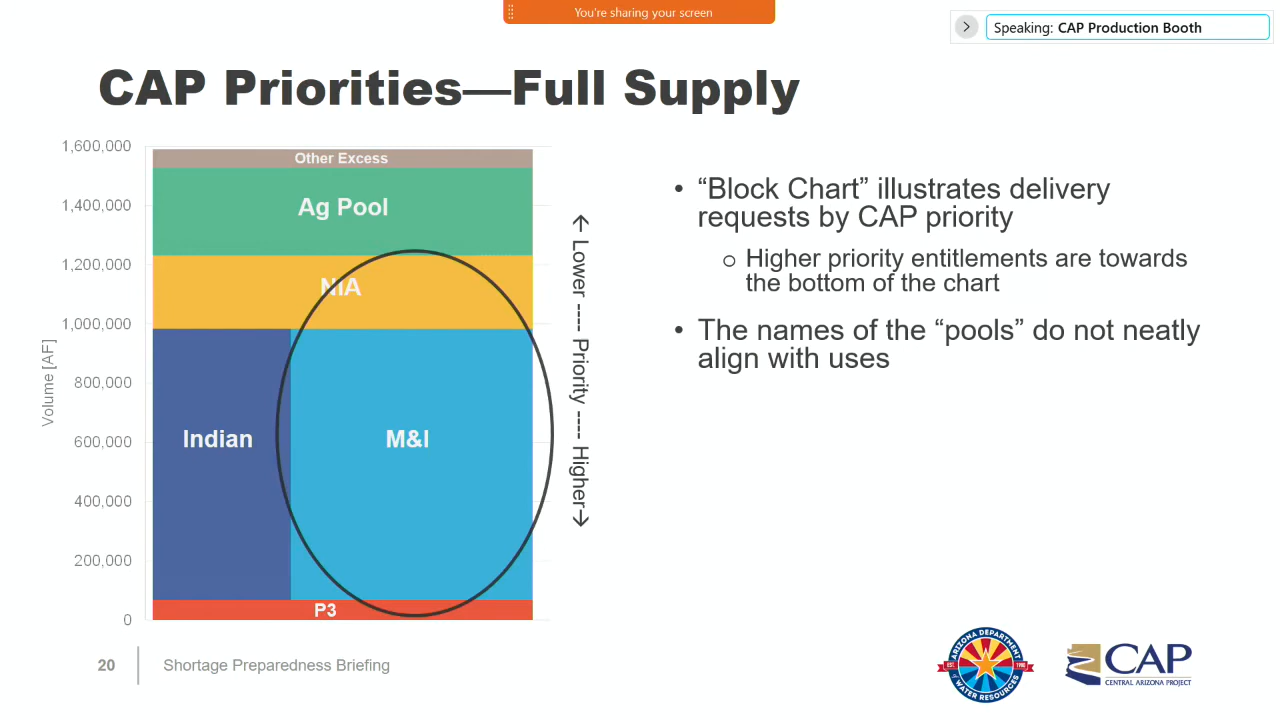 You're sharing your screen
Speaking: CAP Production Booth
CAP Priorities—Full Supply
1,600,000
1,400,000
1,200,000
1,000,000
800,000
600,000
400,000
200,000
0
Volume [AF]
Other Excess
Ag Pool
NIA
Indian
M&I
P3
← Lower ---- Priority ---- Higher→
• “Block Chart” illustrates delivery
requests by CAP priority
o Higher priority entitlements are towards
the bottom of the chart
• The names of the “pools” do not neatly
align with uses
20
Shortage Preparedness Briefing
ARIZONA DEPARTMENT
EST. 1980
of WATER RESOURCES
CAP
CENTRAL ARIZONA PROJECT